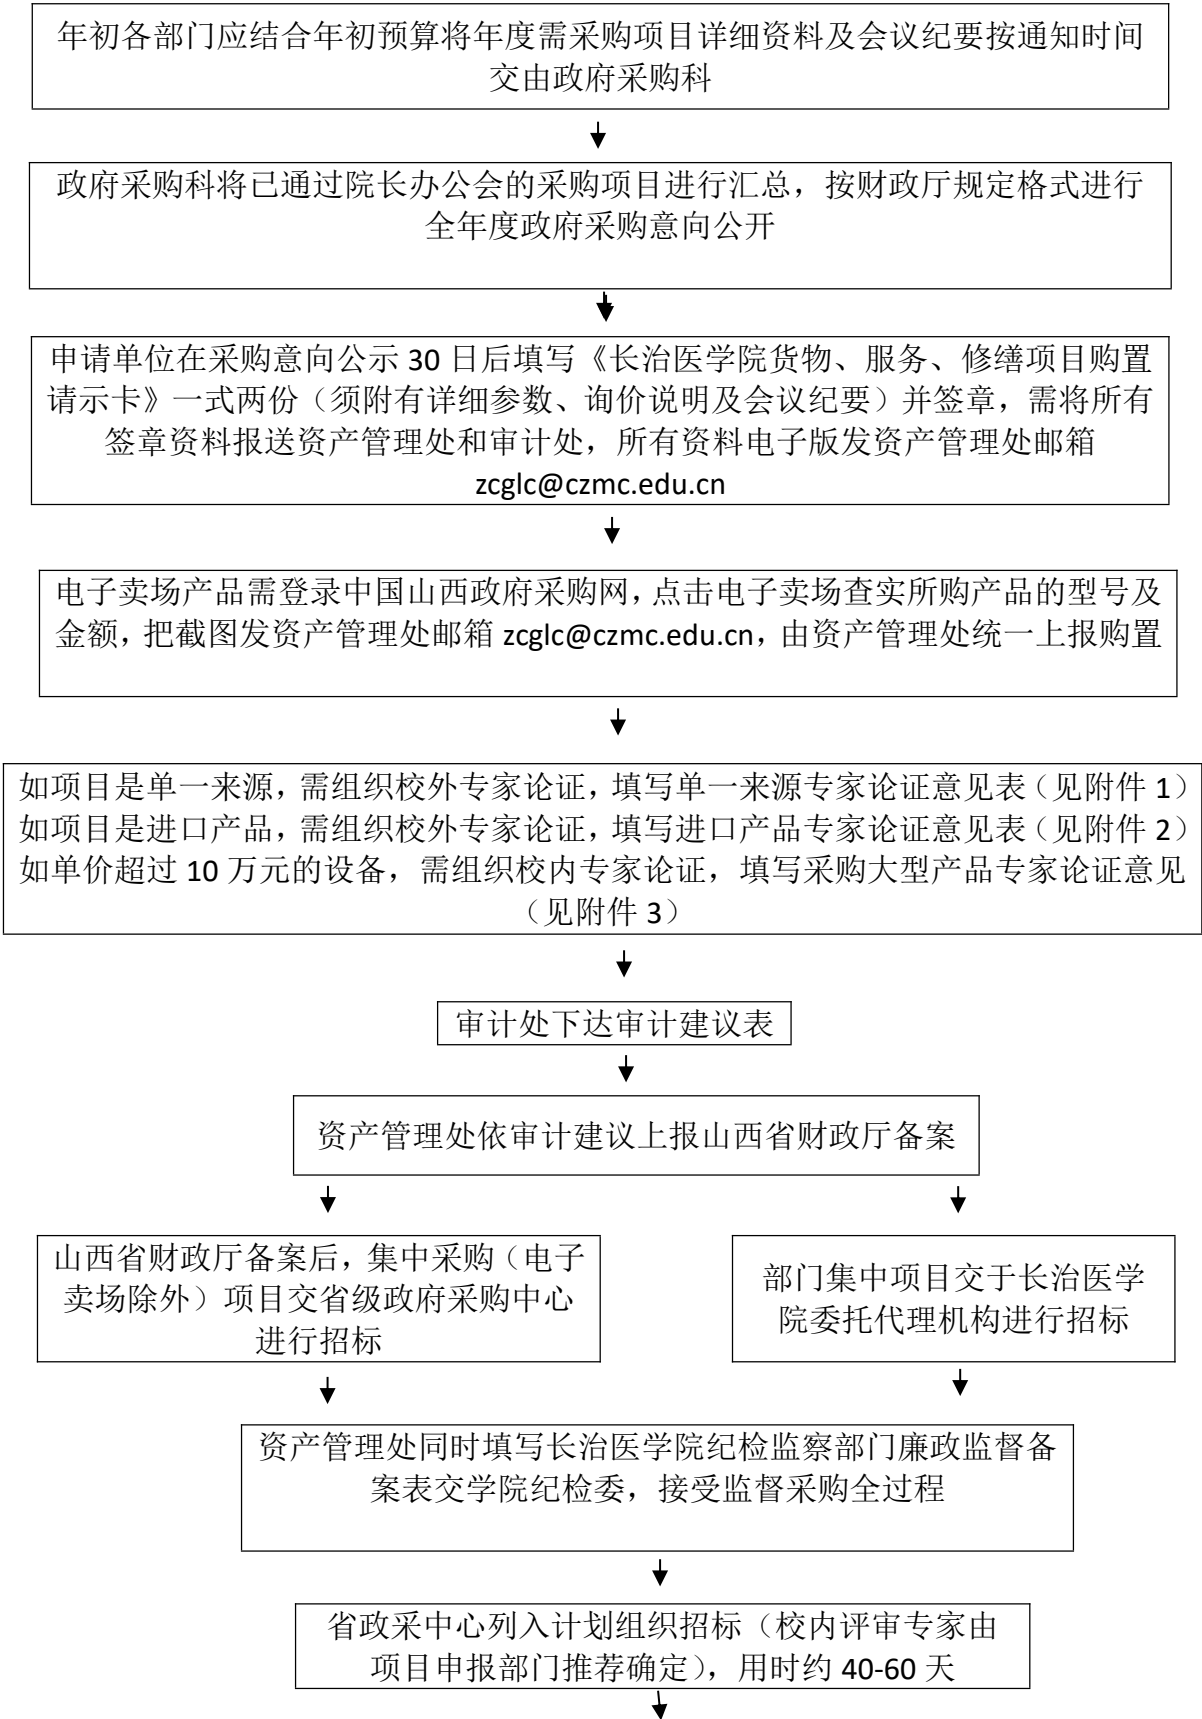 年初各部门应结合年初预算将年度需采购项目详细资料及会议纪要按通知时间
交由政府采购科
政府采购科将已通过院长办公会的采购项目进行汇总，按财政厅规定格式进行
全年度政府采购意向公开
申请单位在采购意向公示 30 日后填写《长治医学院货物、服务、修缮项目购置
请示卡》一式两份（须附有详细参数、询价说明及会议纪要）并签章，需将所有
签章资料报送资产管理处和审计处，所有资料电子版发资产管理处邮箱
zcglc@czmc.edu.cn
电子卖场产品需登录中国山西政府采购网，点击电子卖场查实所购产品的型号及
金额，把截图发资产管理处邮箱 zcglc@czmc.edu.cn，由资产管理处统一上报购置
如项目是单一来源，需组织校外专家论证，填写单一来源专家论证意见表（见附件 1）
如项目是进口产品，需组织校外专家论证，填写进口产品专家论证意见表（见附件 2）
如单价超过 10 万元的设备，需组织校内专家论证，填写采购大型产品专家论证意见
（见附件 3）
审计处下达审计建议表
资产管理处依审计建议上报山西省财政厅备案
山西省财政厅备案后，集中采购（电子
卖场除外）项目交省级政府采购中心
进行招标
部门集中项目交于长治医学
院委托代理机构进行招标
资产管理处同时填写长治医学院纪检监察部门廉政监督备
案表交学院纪检委，接受监督采购全过程
省政采中心列入计划组织招标（校内评审专家由
项目申报部门推荐确定），用时约 40-60 天